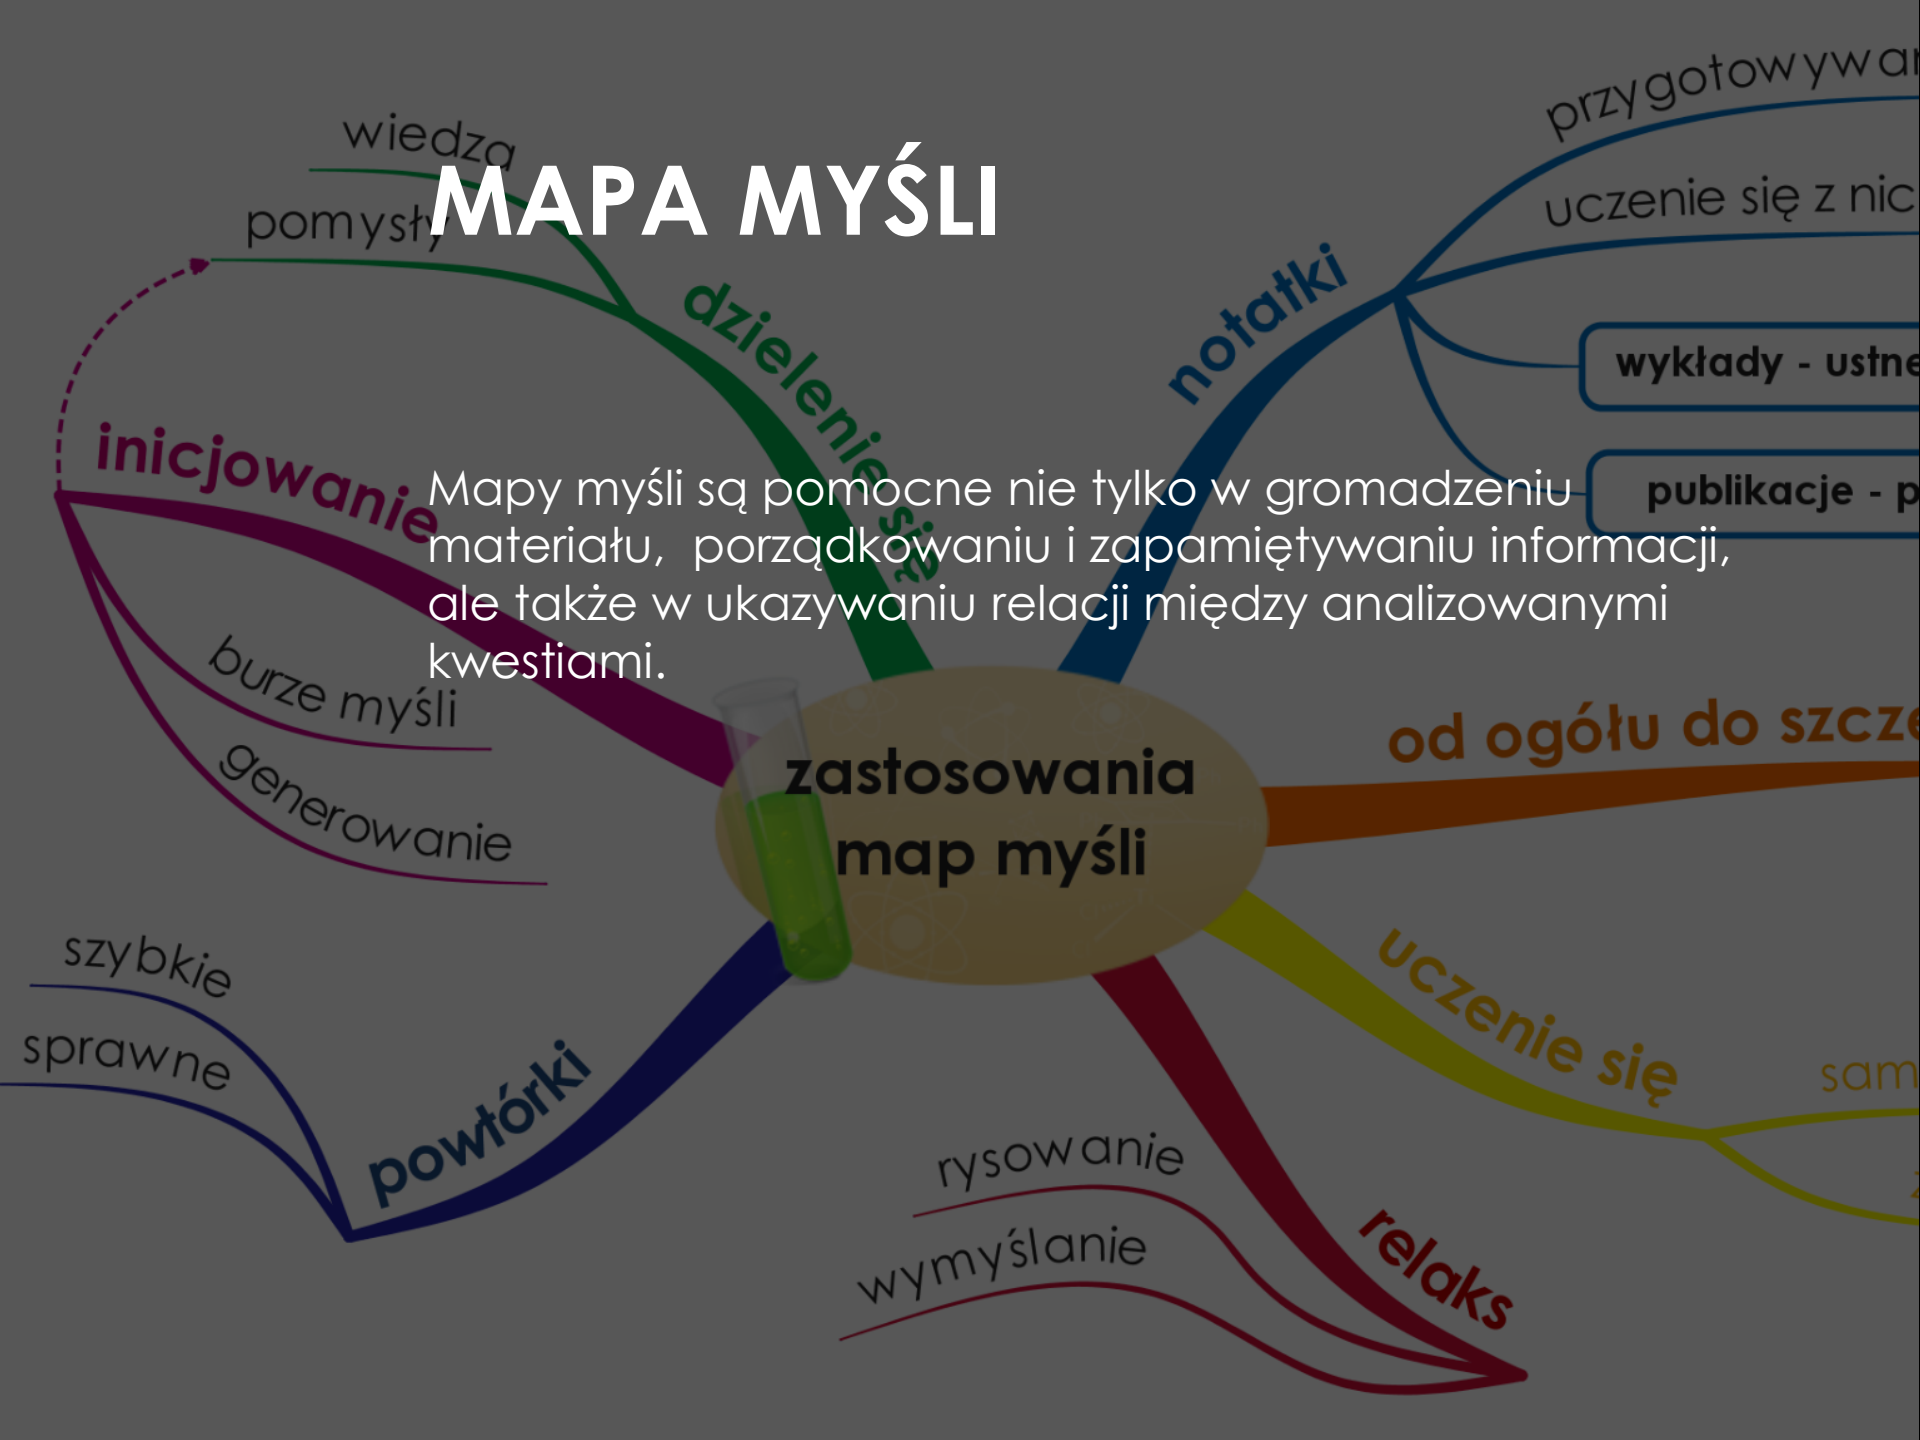 MAPA MYŚLI
Mapy myśli są pomocne nie tylko w gromadzeniu
materiału,  porządkowaniu i zapamiętywaniu informacji,
ale także w ukazywaniu relacji między analizowanymi
kwestiami.
zastosowania
map myśli
wiedza
pomysły
dzielenie się
inicjowanie
burze myśli
generowanie
szybkie
sprawne
powtórki
notatki
uczenie się z nic
wykłady - ustne
publikacje - p
przygotowywan
od ogółu do szcze
uczenie się
sam
relaks
rysowanie
wymyślanie